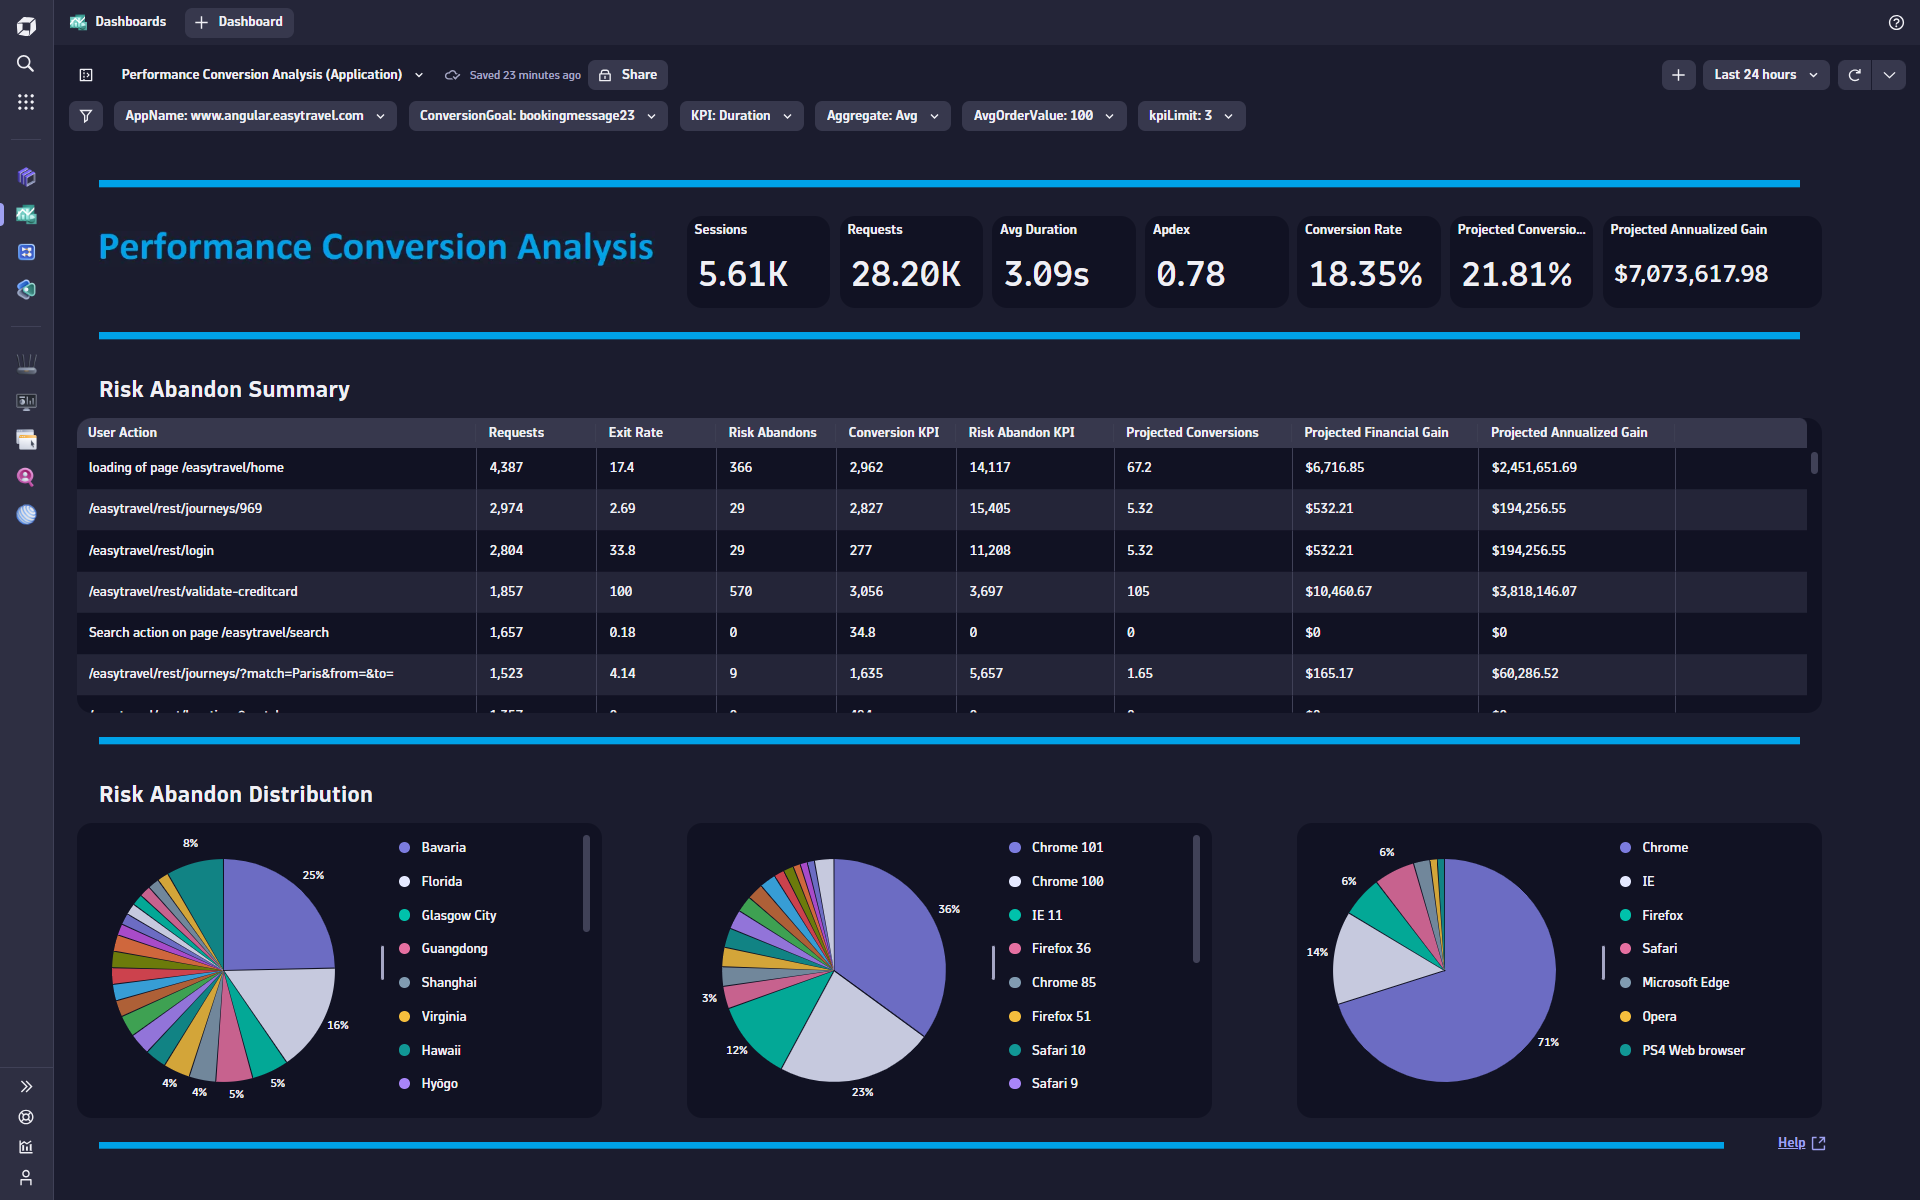 Dashboards
Dashboard
Performance Conversion Analysis (Application)
Saved 23 minutes ago
Share
Last 24 hours
AppName: www.angular.easytravel.com
ConversionGoal: bookingmessage23
KPI: Duration
Aggregate: Avg
AvgOrderValue: 100
kpiLimit: 3
Performance Conversion Analysis
Sessions
5.61K
Requests
28.20K
Avg Duration
3.09s
Apdex
0.78
Conversion Rate
18.35%
Projected Conversio...
21.81%
Projected Annualized Gain
$7,073,617.98
Risk Abandon Summary
User Action Requests Exit Rate Risk Abandons Conversion KPI Risk Abandon KPI Projected Conversions Projected Financial Gain Projected Annualized Gain
loading of page /easytravel/home 4,387 17.4 366 2,962 14,117 67.2 $6,716.85 $2,451,651.69
/easytravel/rest/journeys/969 2,974 2.69 29 2,827 15,405 5.32 $532.21 $194,256.55
/easytravel/rest/login 2,804 33.8 29 277 11,208 5.32 $532.21 $194,256.55
/easytravel/rest/validate-creditcard 1,857 100 570 3,056 3,697 105 $10,460.67 $3,818,146.07
Search action on page /easytravel/search 1,657 0.18 0 34.8 0 0 $0 $0
/easytravel/rest/journeys/?match=Paris&from=&to= 1,523 4.14 9 1,635 5,657 1.65 $165.17 $60,286.52
Risk Abandon Distribution
8%
25%
16%
5%
5%
4%
4%
Bavaria
Florida
Glasgow City
Guangdong
Shanghai
Virginia
Hawaii
Hyōgo
36%
23%
12%
3%
Chrome 101
Chrome 100
IE 11
Firefox 36
Chrome 85
Firefox 51
Safari 10
Safari 9
6%
6%
14%
71%
Chrome
IE
Firefox
Safari
Microsoft Edge
Opera
PS4 Web browser
Help